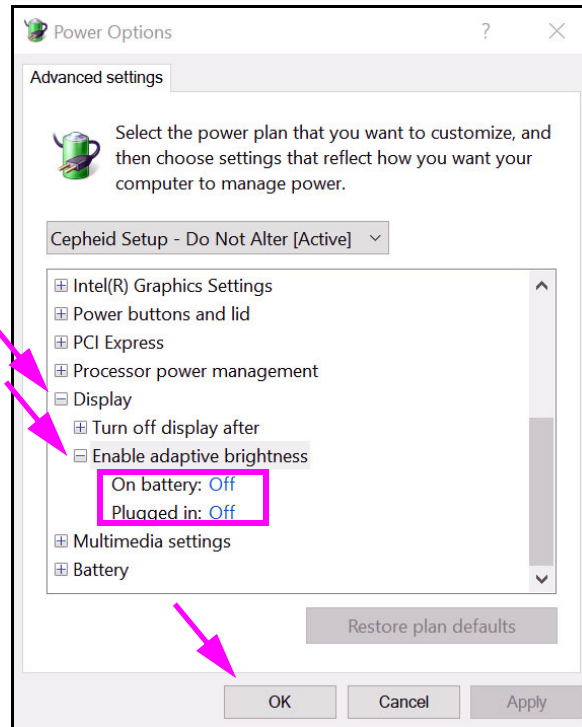 Power Options
Advanced settings
Select the power plan that you want to customize, and
then choose settings that reflect how you want your
computer to manage power.
Cepheid Setup - Do Not Alter [Active]
Intel(R) Graphics Settings
Power buttons and lid
PCI Express
Processor power management
Display
Turn off display after
Enable adaptive brightness
On battery: Off
Plugged in: Off
Multimedia settings
Battery
Restore plan defaults
OK Cancel Apply